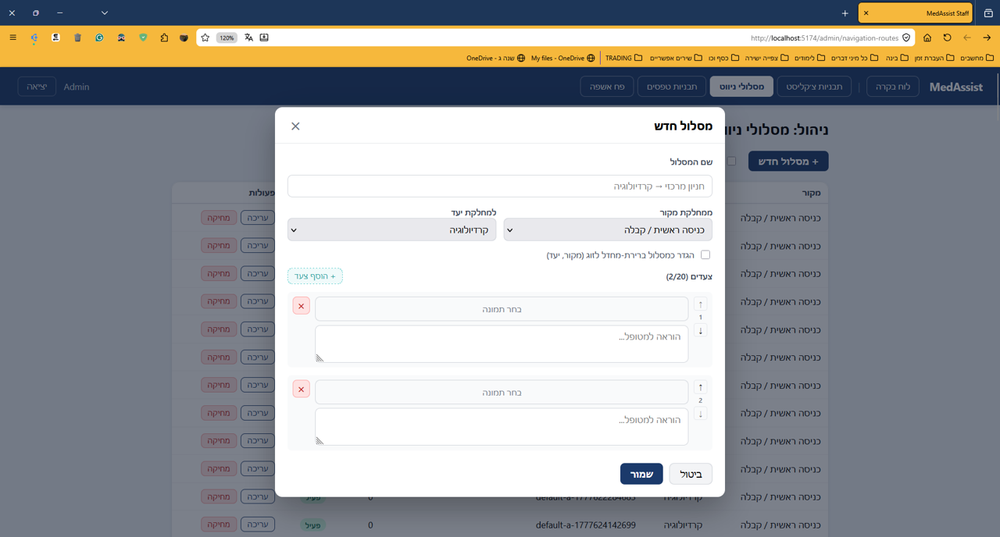 MedAssist Staff
http://localhost:5174/admin/navigation-routes
120%
מחשבים
העברת זמן
בינה
כל מיני דברים
לימודים
צפייה ישירה
כסף וכו
שירים אפשריים
TRADING
My files - OneDrive
שנה ג - OneDrive
MedAssist
לוח בקרה
תבניות צ'קליסט
מסלולי ניווט
תבניות טפסים
פח אשפה
Admin
יציאה
ניהול: מסלולי ניווט
+ מסלול חדש
מקור
פעולות
כניסה ראשית / קבלה
עריכה
מחיקה
כניסה ראשית / קבלה
עריכה
מחיקה
כניסה ראשית / קבלה
עריכה
מחיקה
כניסה ראשית / קבלה
עריכה
מחיקה
כניסה ראשית / קבלה
עריכה
מחיקה
כניסה ראשית / קבלה
עריכה
מחיקה
כניסה ראשית / קבלה
עריכה
מחיקה
כניסה ראשית / קבלה
עריכה
מחיקה
כניסה ראשית / קבלה
עריכה
מחיקה
כניסה ראשית / קבלה
עריכה
מחיקה
כניסה ראשית / קבלה
קרדיולוגיה
0
פעיל
עריכה
מחיקה
כניסה ראשית / קבלה
קרדיולוגיה
default-a-1777624142699
0
פעיל
עריכה
מחיקה
מסלול חדש
שם המסלול
חניון מרכזי → קרדיולוגיה
ממחלקת מקור
למחלקת יעד
כניסה ראשית / קבלה
קרדיולוגיה
הגדר כמסלול ברירת-מחדל לזוג (מקור, יעד)
צעדים (2/20)
+ הוסף צעד
1
בחר תמונה
הוראה למטופל...
2
בחר תמונה
הוראה למטופל...
ביטול
שמור